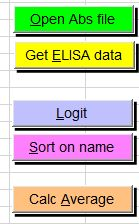 Open Abs file
Get ELISA data
Logit
Sort on name
Calc Average